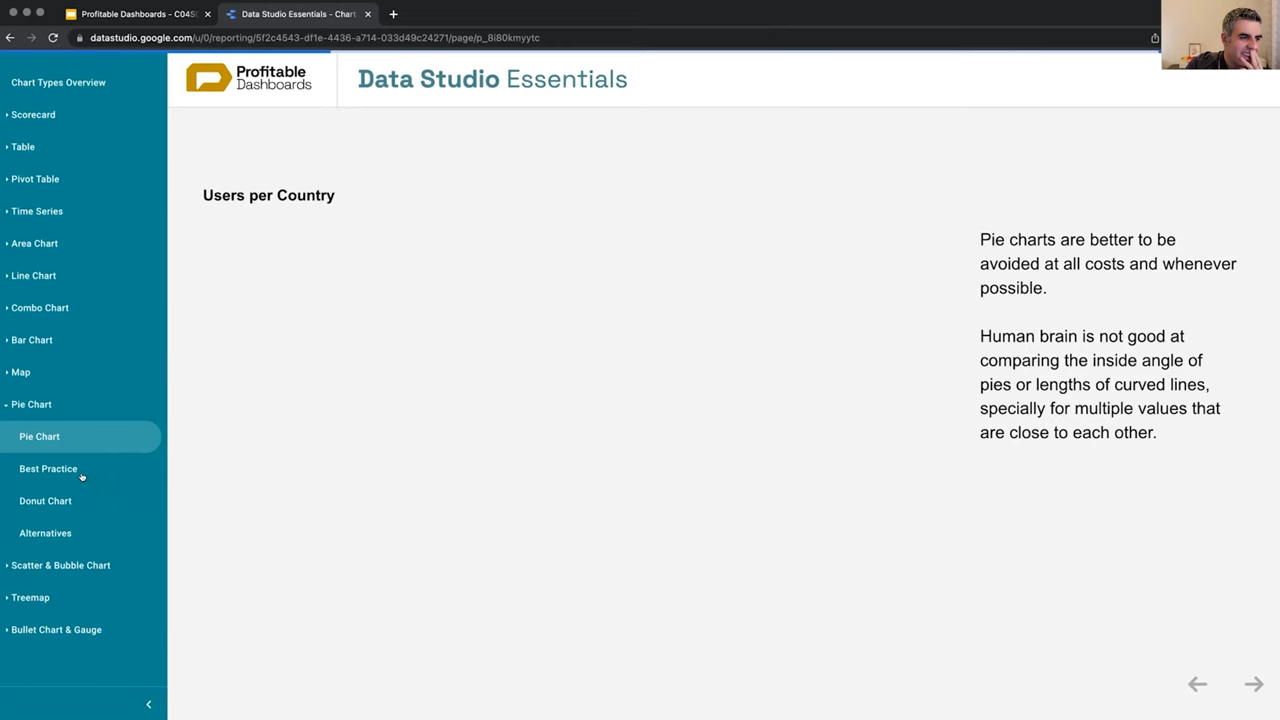 Profitable Dashboards - C04S
Data Studio Essentials - Chart
datastudio.google.com/u/0/reporting/5f2c4543-df1e-4436-a714-033d49c24271/page/p_8i80kmyytc
Chart Types Overview
Scorecard
Table
Pivot Table
Time Series
Area Chart
Line Chart
Combo Chart
Bar Chart
Map
Pie Chart
Pie Chart
Best Practice
Donut Chart
Alternatives
Scatter & Bubble Chart
Treemap
Bullet Chart & Gauge
Profitable
Dashboards
Data Studio Essentials
Users per Country
Pie charts are better to be
avoided at all costs and whenever
possible.
Human brain is not good at
comparing the inside angle of
pies or lengths of curved lines,
specially for multiple values that
are close to each other.